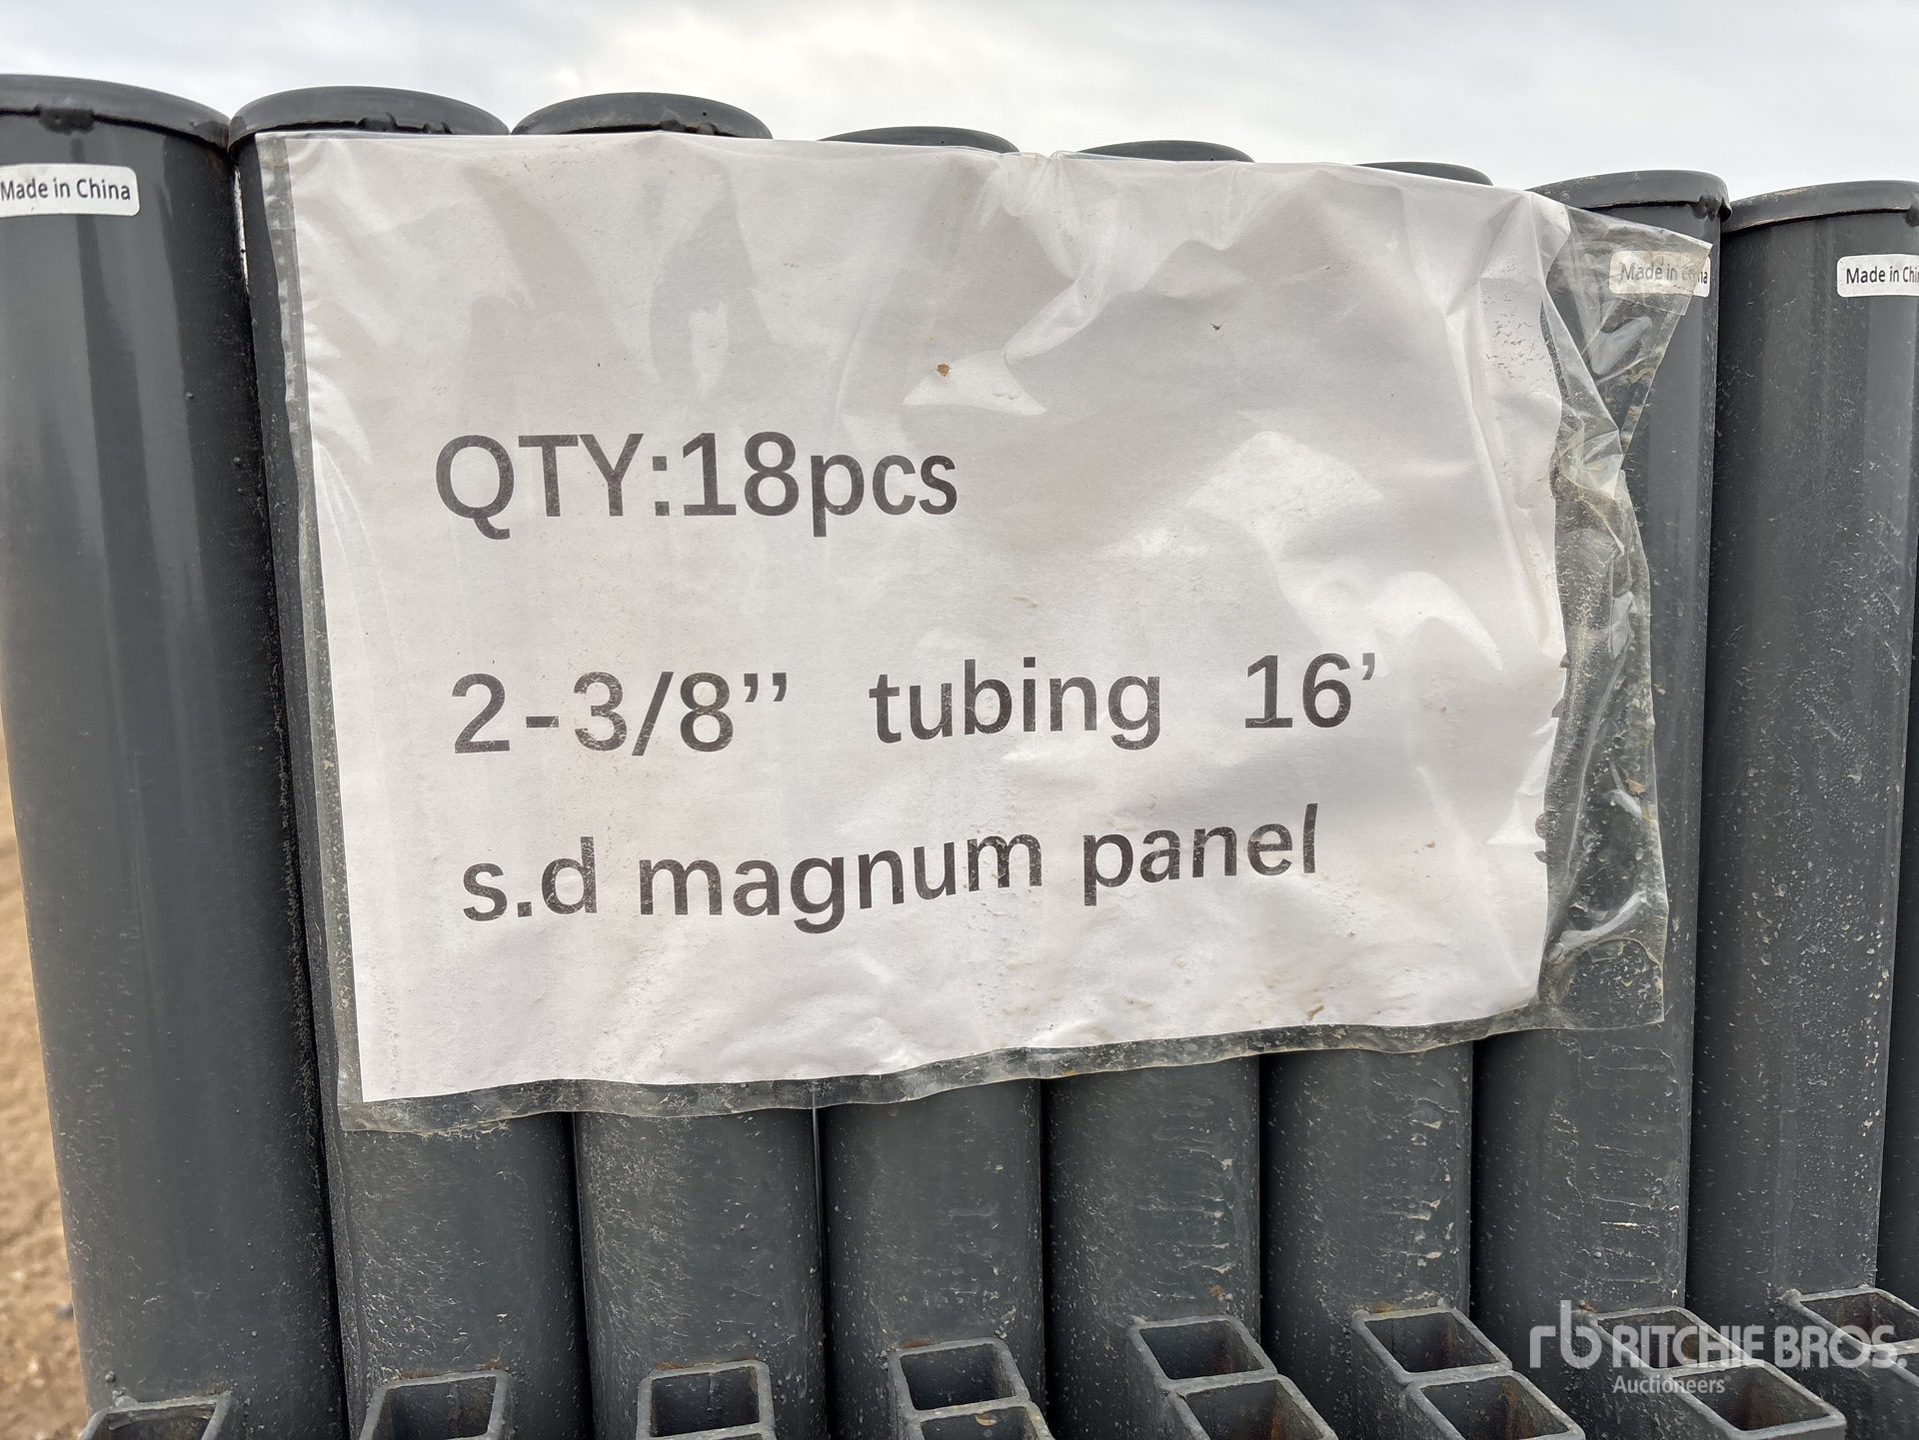 Made in China
Made in China
Made in Chi
QTY:18pcs
2-3/8’’ tubing 16’
s.d magnum panel
rb RITCHIE BROS.
Auctioneers